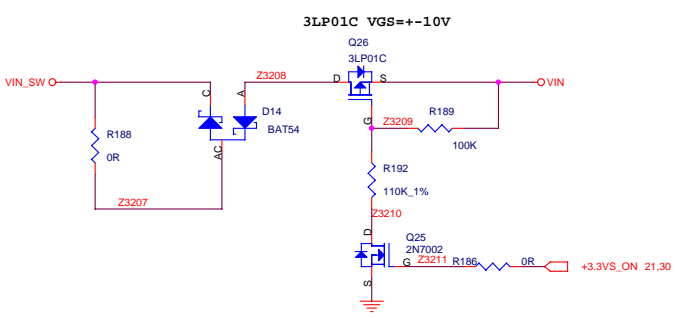 3LP01C VGS=+-10V
Q26
3LP01C
VIN_SW
Z3208
D
S
VIN
C
A
D14
BAT54
G
Z3209
R189
100K
R188
0R
AC
R192
110K_1%
Z3207
Z3210
D
Q25
2N7002
G
Z3211
R186
0R
+3.3VS_ON 21,30
S